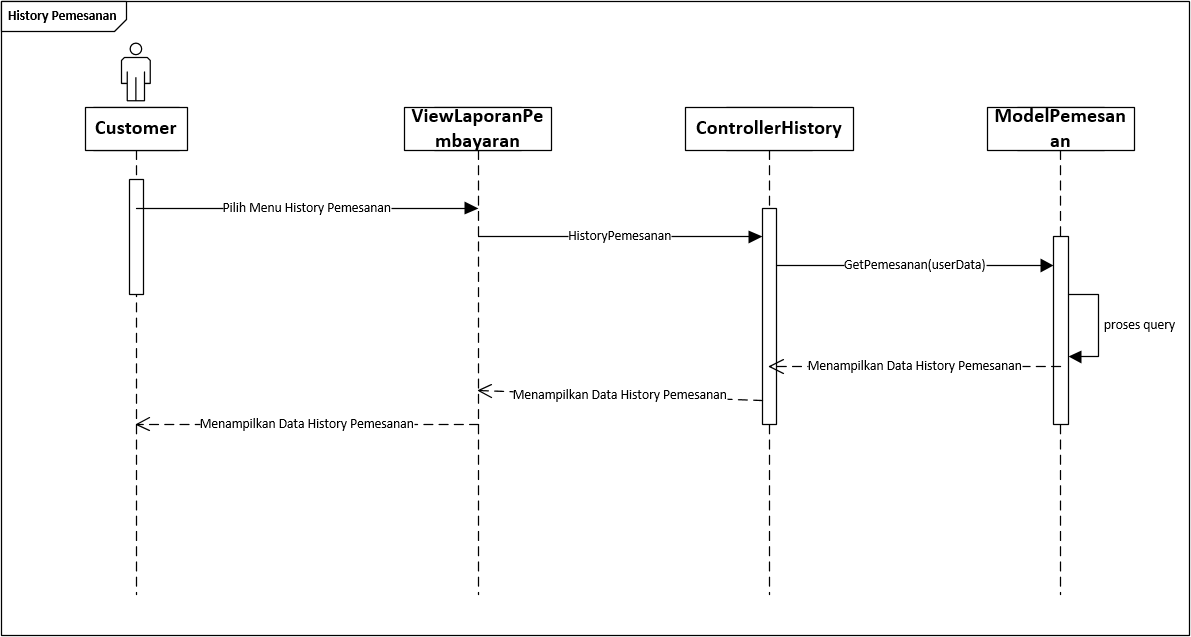 History Pemesanan
Customer
ViewLaporanPe
mbayaran
ControllerHistory
ModelPemesan
an
Pilih Menu History Pemesanan
HistoryPemesanan
GetPemesanan(userData)
proses query
Menampilkan Data History Pemesanan
Menampilkan Data History Pemesanan
Menampilkan Data History Pemesanan